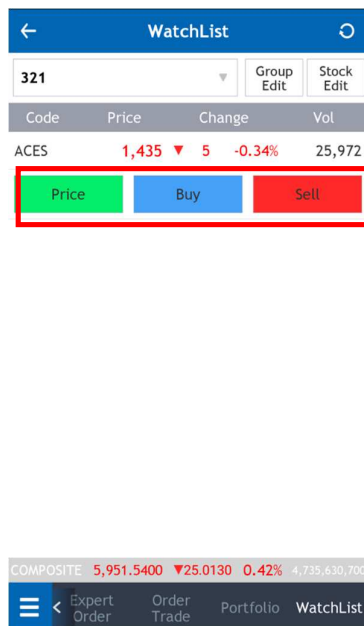 WatchList
321 Group Edit Stock Edit
Code Price Change Vol
ACES 1,435 ▼ 5 -0.34% 25,972
Price Buy Sell
COMPOSITE 5,951.5400 ▼25.0130 0.42% 4,735,630,700
< Expert Order Order Trade Portfolio WatchList